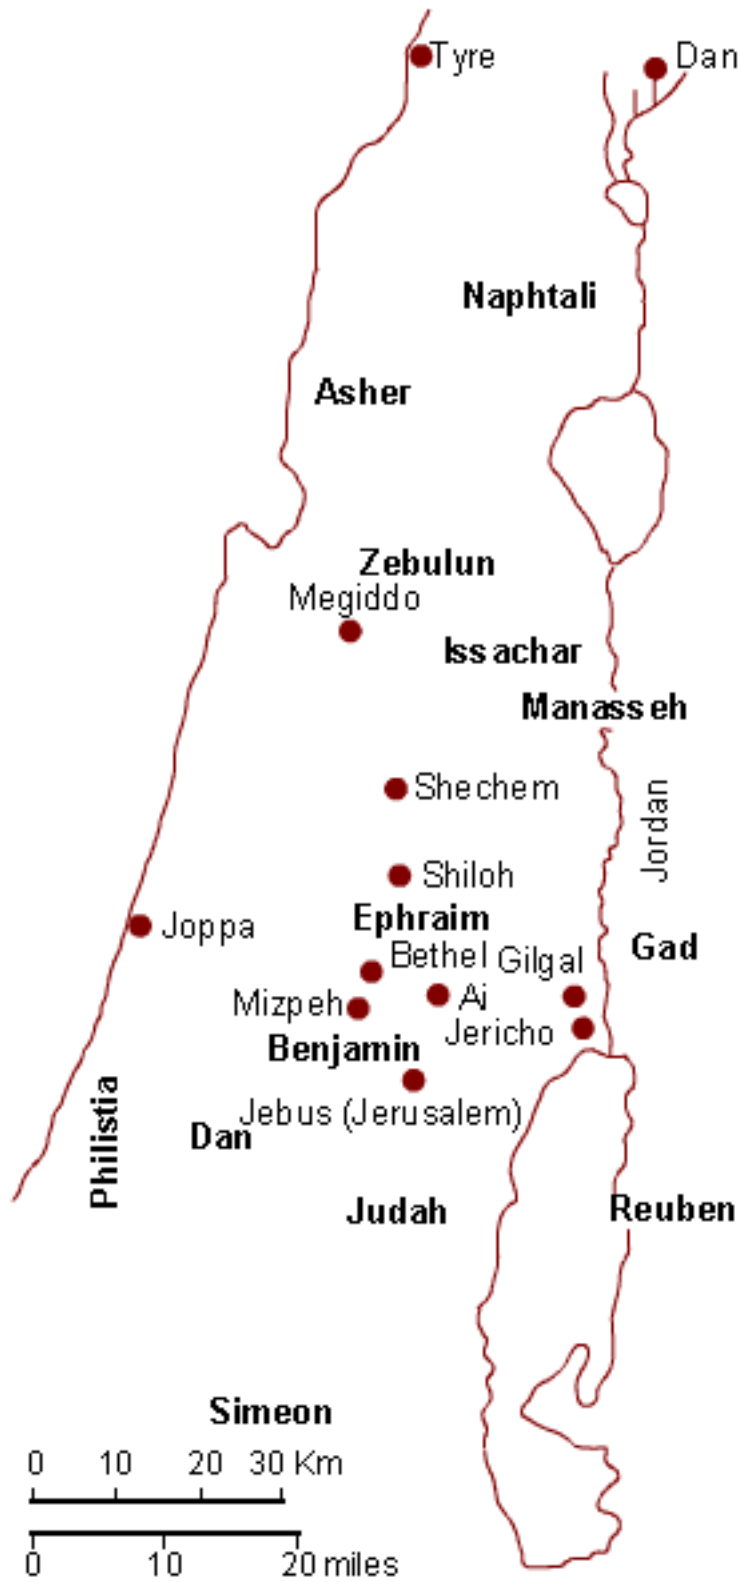 Tyre
Dan
Naphtali
Asher
Zebulun
Megiddo
Issachar
Manasseh
Shechem
Jordan
Shiloh
Ephraim
Joppa
Gad
Bethel
Gilgal
Mizpeh
Ai
Jericho
Benjamin
Philistia
Jebus (Jerusalem)
Dan
Judah
Reuben
Simeon
0 10 20 30 Km
0 10 20 miles